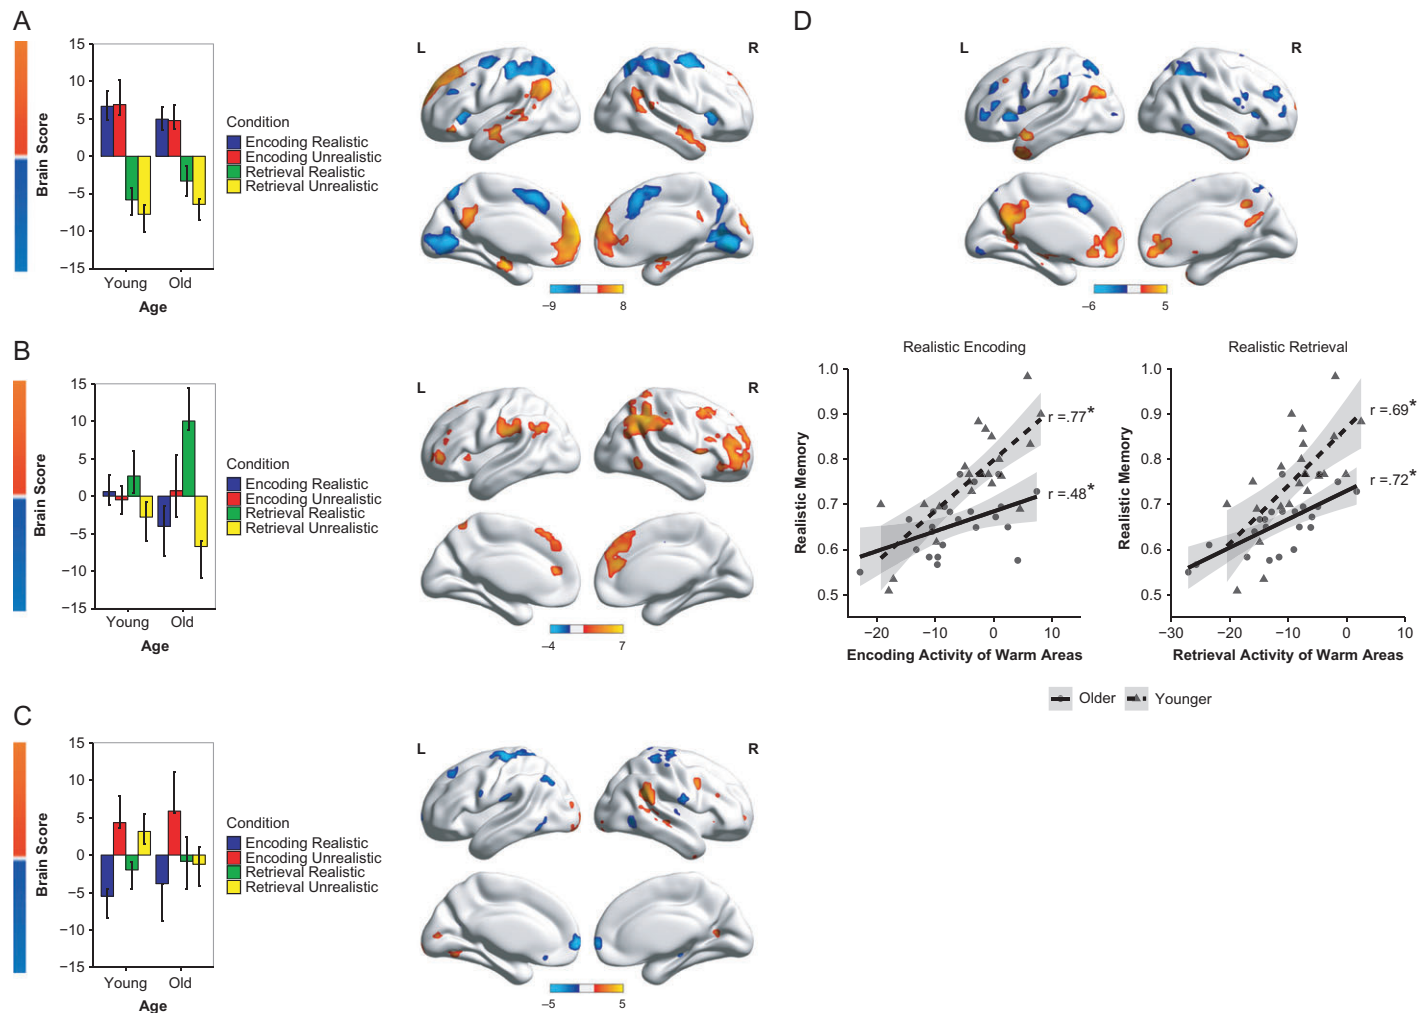 A
15
10
5
0
−5
−10
−15
Brain Score
Young Old
Age
Condition
Encoding Realistic
Encoding Unrealistic
Retrieval Realistic
Retrieval Unrealistic
L R
−9 8
B
15
10
5
0
−5
−10
−15
Brain Score
Young Old
Age
Condition
Encoding Realistic
Encoding Unrealistic
Retrieval Realistic
Retrieval Unrealistic
L R
−4 7
C
15
10
5
0
−5
−10
−15
Brain Score
Young Old
Age
Condition
Encoding Realistic
Encoding Unrealistic
Retrieval Realistic
Retrieval Unrealistic
L R
−5 5
D
L R
−6 5
Realistic Encoding
1.0
0.9
0.8
0.7
0.6
0.5
Realistic Memory
r =.77*
r =.48*
−20 −10 0 10
Encoding Activity of Warm Areas
Realistic Retrieval
1.0
0.9
0.8
0.7
0.6
0.5
Realistic Memory
r =.69*
r =.72*
−30 −20 −10 0 10
Retrieval Activity of Warm Areas
Older Younger